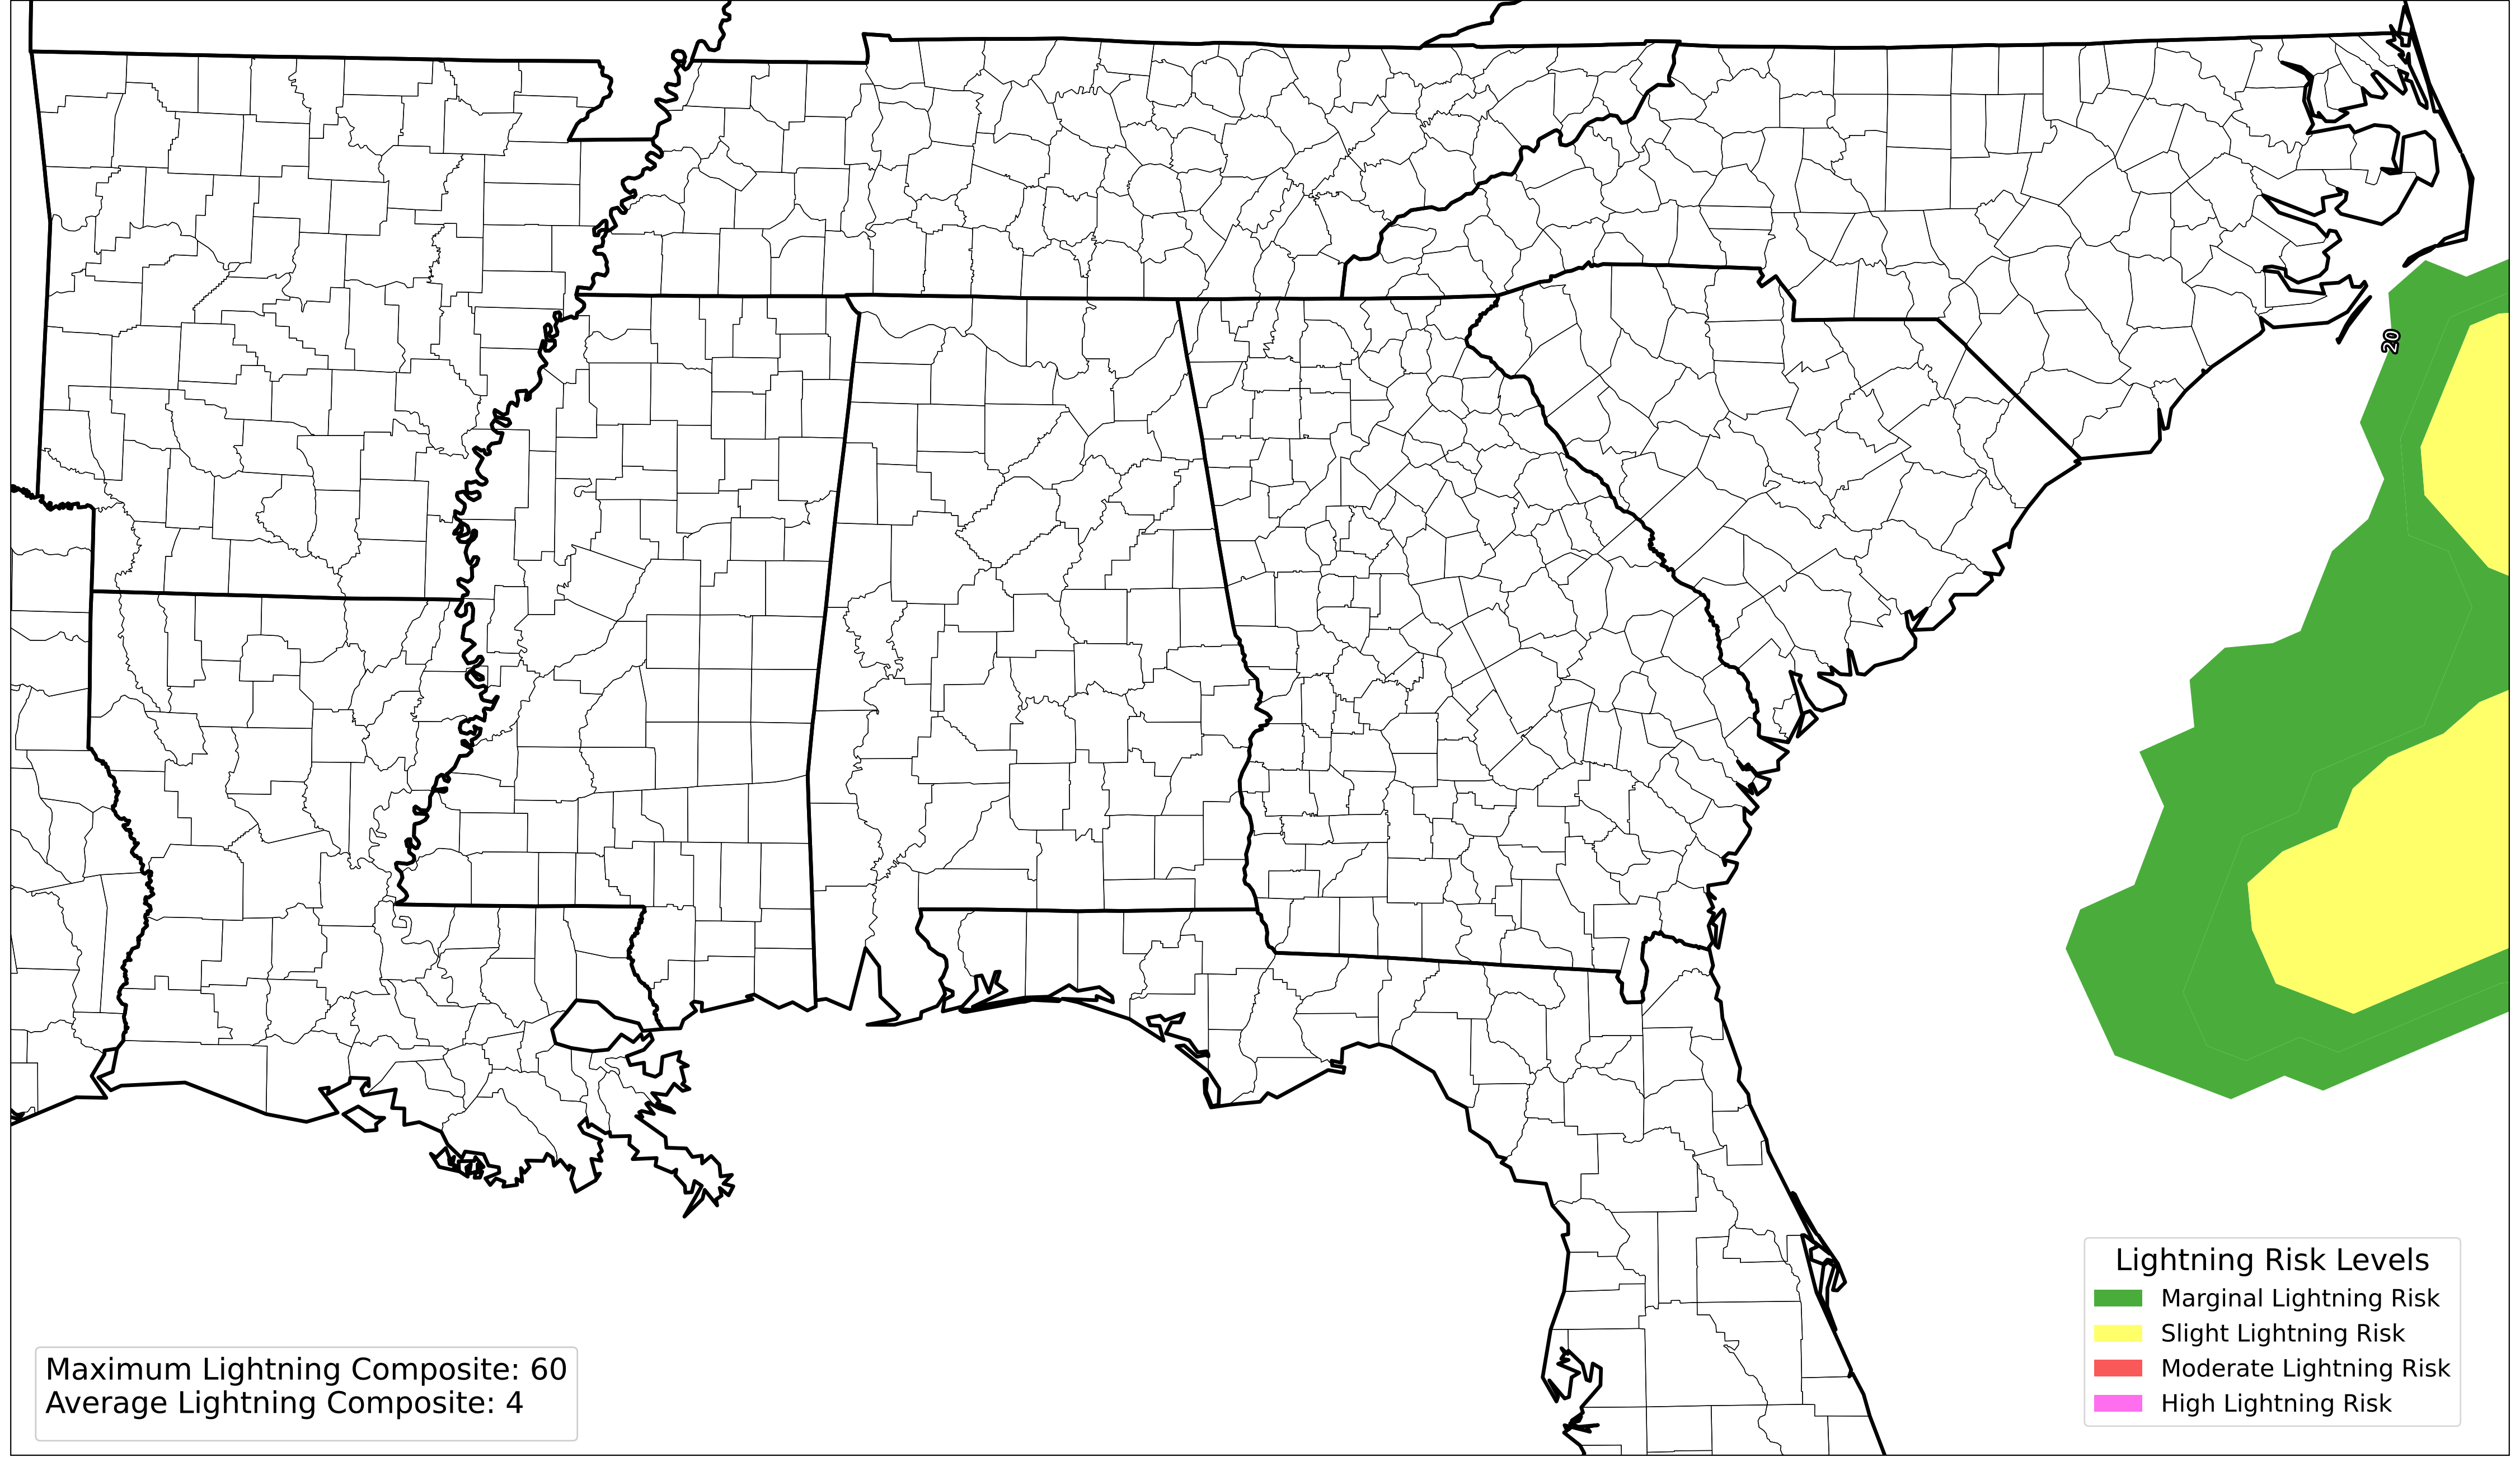 20
Lightning Risk Levels
Marginal Lightning Risk
Slight Lightning Risk
Moderate Lightning Risk
High Lightning Risk
Maximum Lightning Composite: 60
Average Lightning Composite: 4